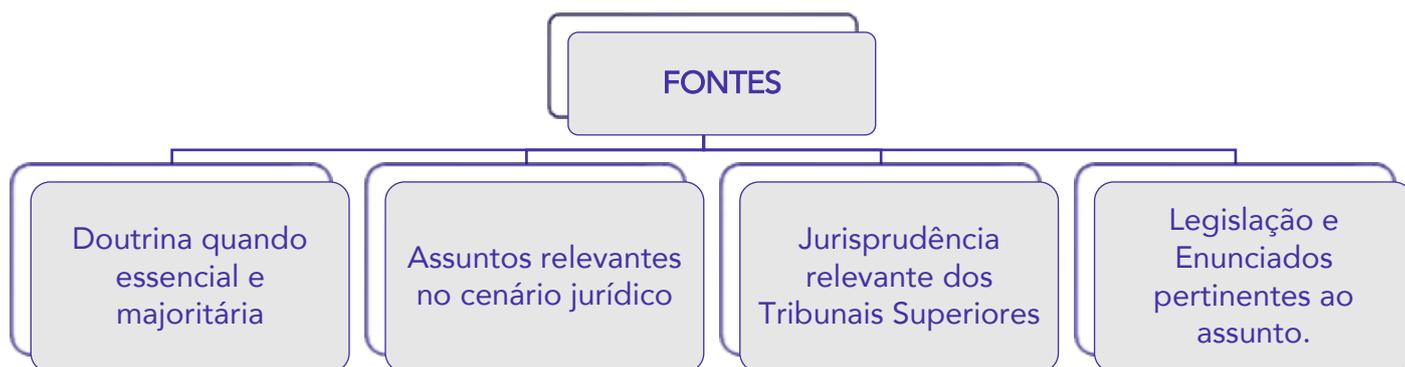 FONTES
Doutrina quando
essencial e
majoritária
Assuntos relevantes
no cenário jurídico
Jurisprudência
relevante dos
Tribunais Superiores
Legislação e
Enunciados
pertinentes ao
assunto.